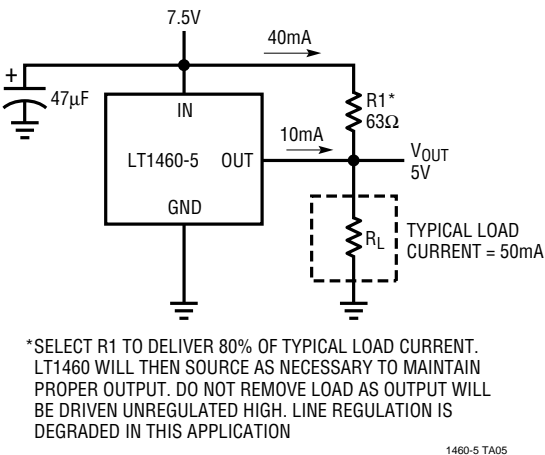 7.5V
40mA
+
47µF
R1*
63Ω
IN
10mA
LT1460-5
OUT
VOUT
5V
GND
RL
TYPICAL LOAD
CURRENT = 50mA
*SELECT R1 TO DELIVER 80% OF TYPICAL LOAD CURRENT.
LT1460 WILL THEN SOURCE AS NECESSARY TO MAINTAIN
PROPER OUTPUT. DO NOT REMOVE LOAD AS OUTPUT WILL
BE DRIVEN UNREGULATED HIGH. LINE REGULATION IS
DEGRADED IN THIS APPLICATION
1460-5 TA05